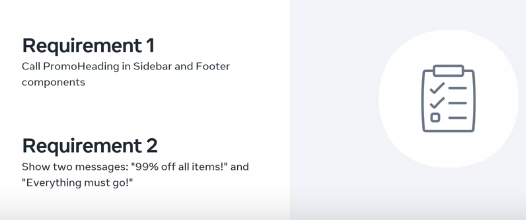 Requirement 1
Call PromoHeading in Sidebar and Footer
components
Requirement 2
Show two messages: "99% off all items!" and
"Everything must go!"